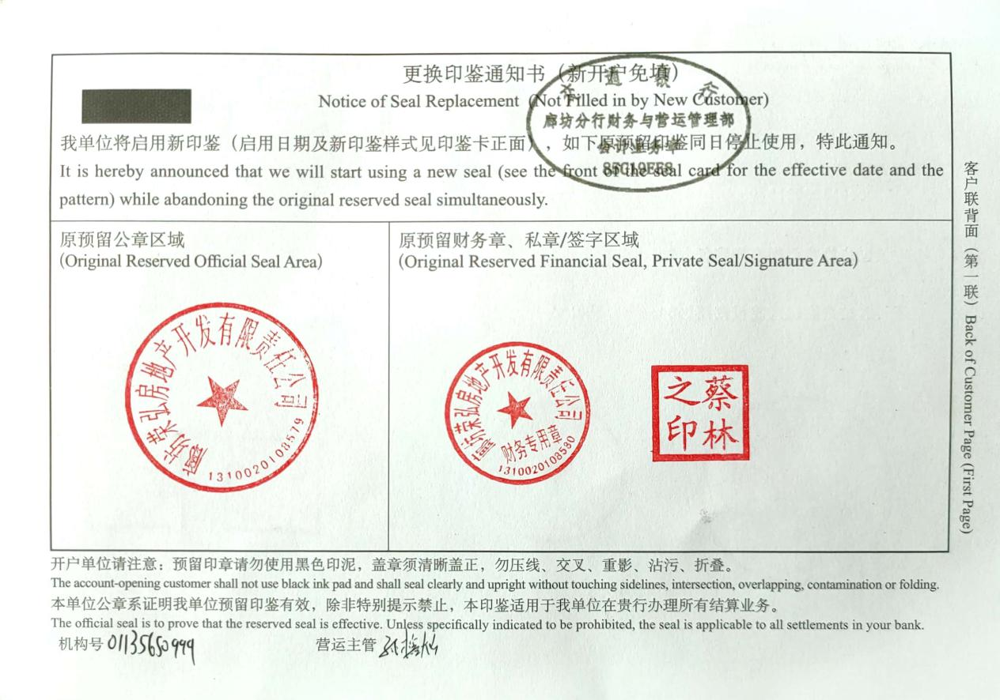 更换印鉴通知书（新开户免填）
Notice of Seal Replacement (Not Filled in by New Customer)
交通银行
廊坊分行财务与营运管理部
会计业务章
我单位将启用新印鉴（启用日期及新印鉴样式见印鉴卡正面），如下原预留印鉴同日停止使用，特此通知。
It is hereby announced that we will start using a new seal (see the front of the seal card for the effective date and the
pattern) while abandoning the original reserved seal simultaneously.
原预留公章区域
(Original Reserved Official Seal Area)
廊坊荣弘房地产开发有限责任公司
1310020108579
原预留财务章、私章/签字区域
(Original Reserved Financial Seal, Private Seal/Signature Area)
廊坊荣弘房地产开发有限责任公司
财务专用章
1310020108580
蔡林
之印
客户联背面（第一联）Back of Customer Page (First Page)
开户单位请注意：预留印章请勿使用黑色印泥，盖章须清晰盖正，勿压线、交叉、重影、沾污、折叠。
The account-opening customer shall not use black ink pad and shall seal clearly and upright without touching sidelines, intersection, overlapping, contamination or folding.
本单位公章系证明我单位预留印鉴有效，除非特别提示禁止，本印鉴适用于我单位在贵行办理所有结算业务。
The official seal is to prove that the reserved seal is effective. Unless specifically indicated to be prohibited, the seal is applicable to all settlements in your bank.
机构号 01135650999
营运主管